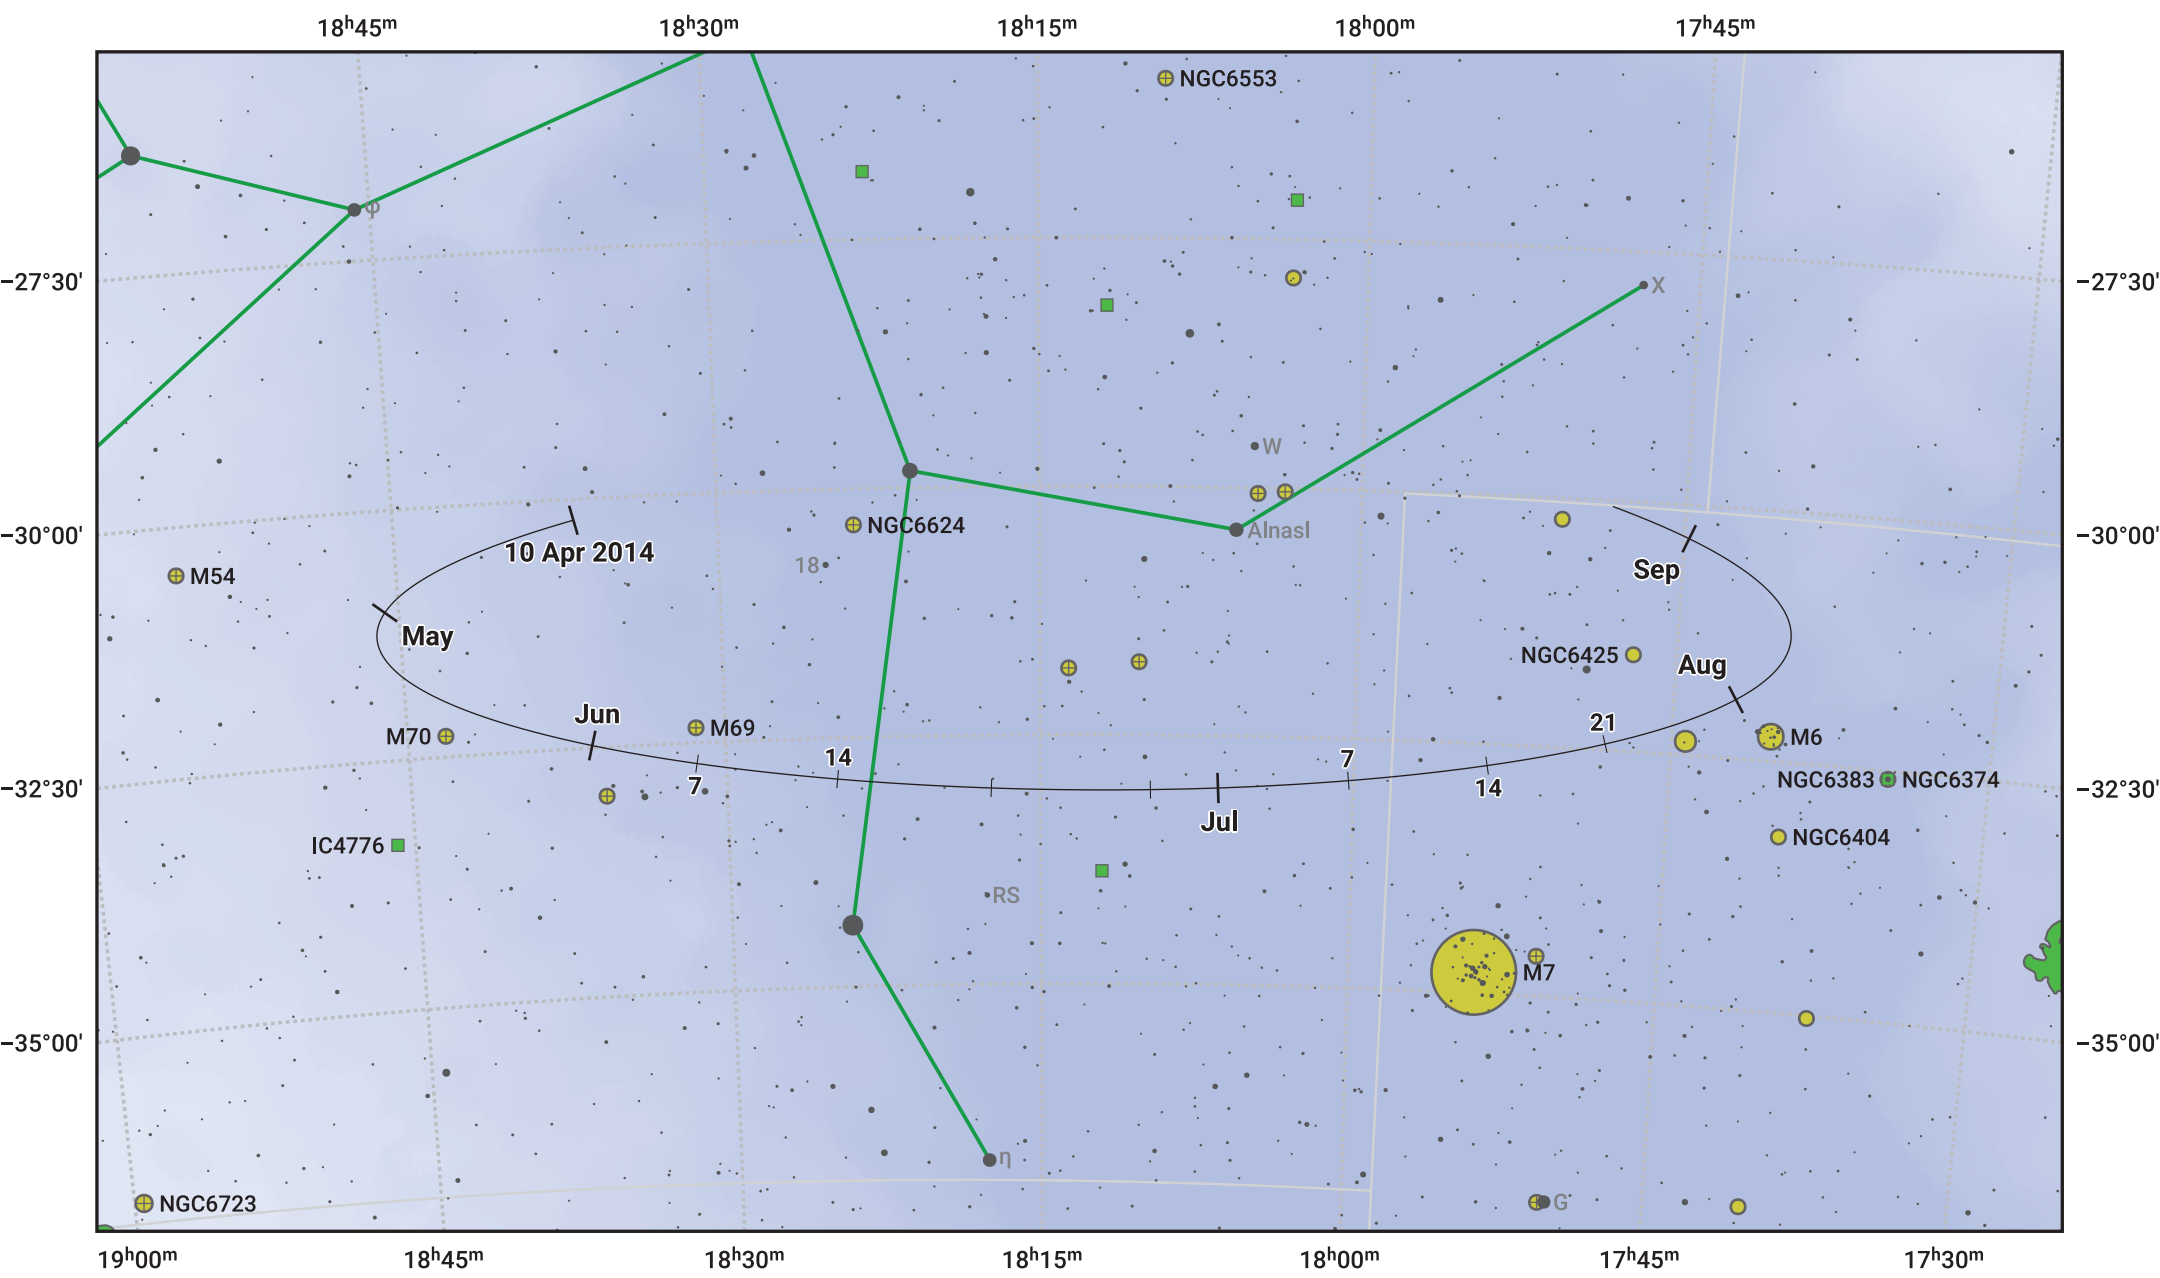 18ʰ45ᵐ 18ʰ30ᵐ 18ʰ15ᵐ 18ʰ00ᵐ 17ʰ45ᵐ
NGC6553
φ
−27°30' −27°30'
X
W
NGC6624 Alnasl
−30°00' −30°00'
10 Apr 2014
18
Sep
M54
May
NGC6425
Aug
Jun
M70 M69 21 M6
14 7
7 14
−32°30' NGC6383 NGC6374 −32°30'
Jul
IC4776 NGC6404
RS
M7
−35°00' −35°00'
η
NGC6723 G
19ʰ00ᵐ 18ʰ45ᵐ 18ʰ30ᵐ 18ʰ15ᵐ 18ʰ00ᵐ 17ʰ45ᵐ 17ʰ30ᵐ